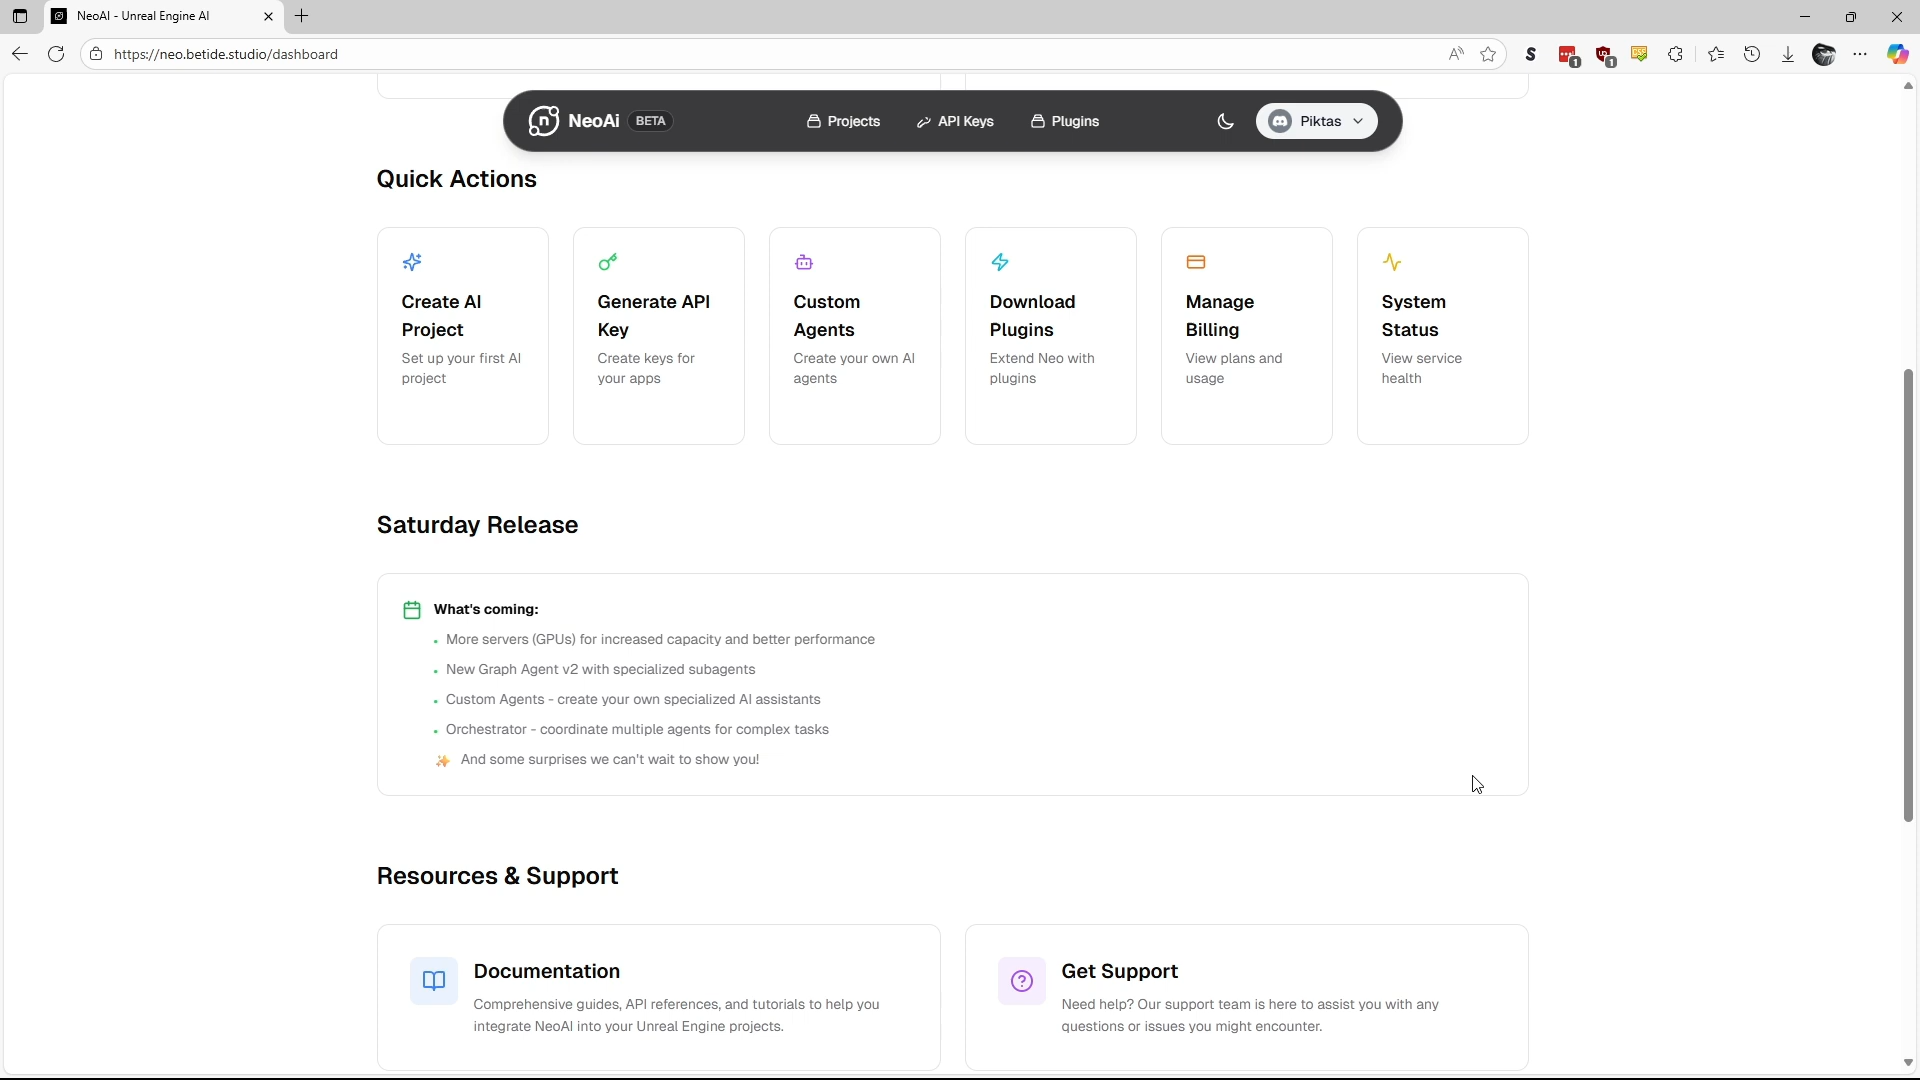 NeoAI - Unreal Engine AI
https://neo.betide.studio/dashboard
NeoAi BETA Projects API Keys Plugins Piktas
Quick Actions
Create AI
Project
Set up your first AI
project
Generate API
Key
Create keys for
your apps
Custom
Agents
Create your own AI
agents
Download
Plugins
Extend Neo with
plugins
Manage
Billing
View plans and
usage
System
Status
View service
health
Saturday Release
What's coming:
More servers (GPUs) for increased capacity and better performance
New Graph Agent v2 with specialized subagents
Custom Agents - create your own specialized AI assistants
Orchestrator - coordinate multiple agents for complex tasks
✨ And some surprises we can't wait to show you!
Resources & Support
Documentation
Comprehensive guides, API references, and tutorials to help you
integrate NeoAI into your Unreal Engine projects.
Get Support
Need help? Our support team is here to assist you with any
questions or issues you might encounter.